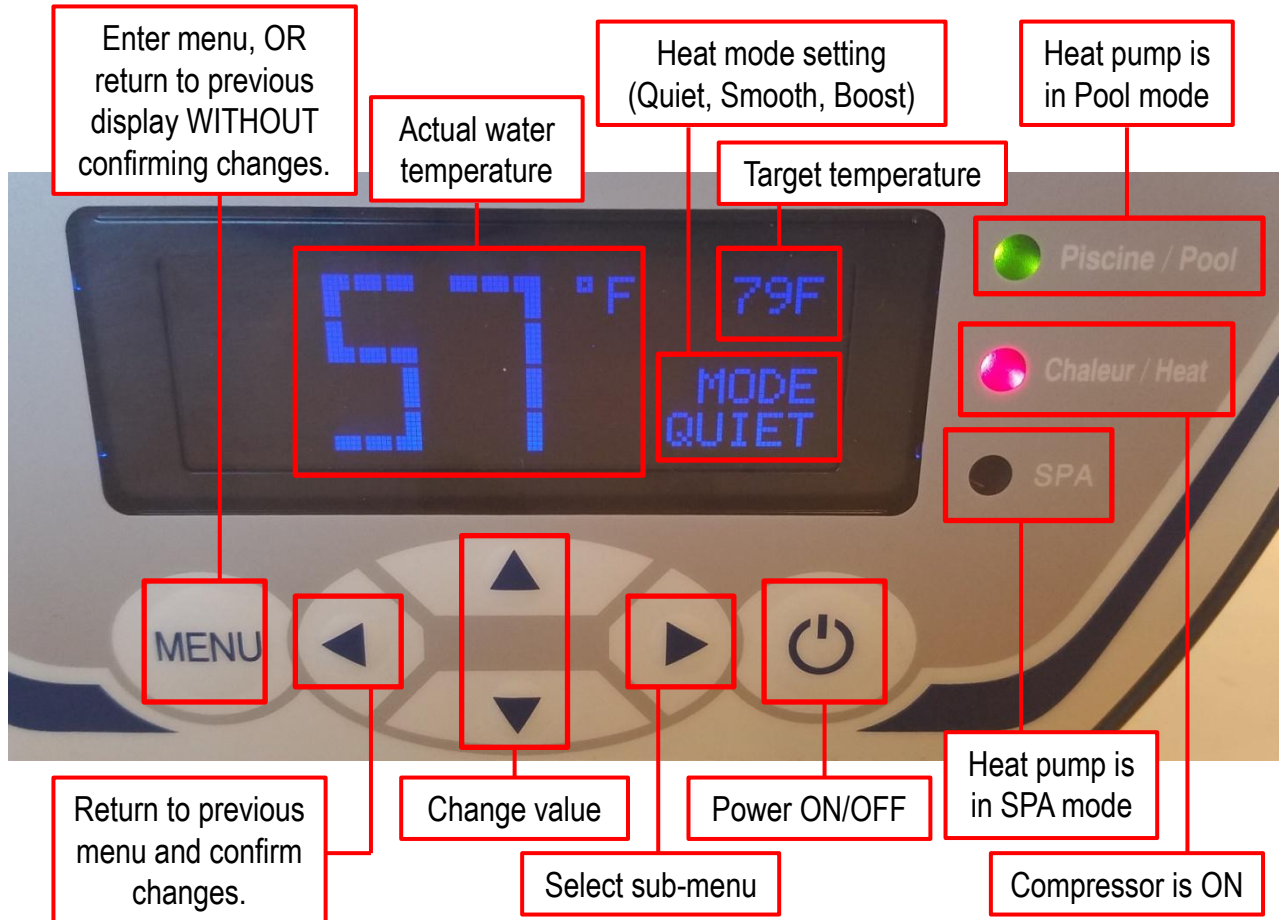 Enter menu, OR
return to previous
display WITHOUT
confirming changes.
Actual water
temperature
Heat mode setting
(Quiet, Smooth, Boost)
Target temperature
Heat pump is
in Pool mode
57 °F
79F
MODE
QUIET
Piscine / Pool
Chaleur / Heat
SPA
MENU
Return to previous
menu and confirm
changes.
Change value
Select sub-menu
Power ON/OFF
Heat pump is
in SPA mode
Compressor is ON